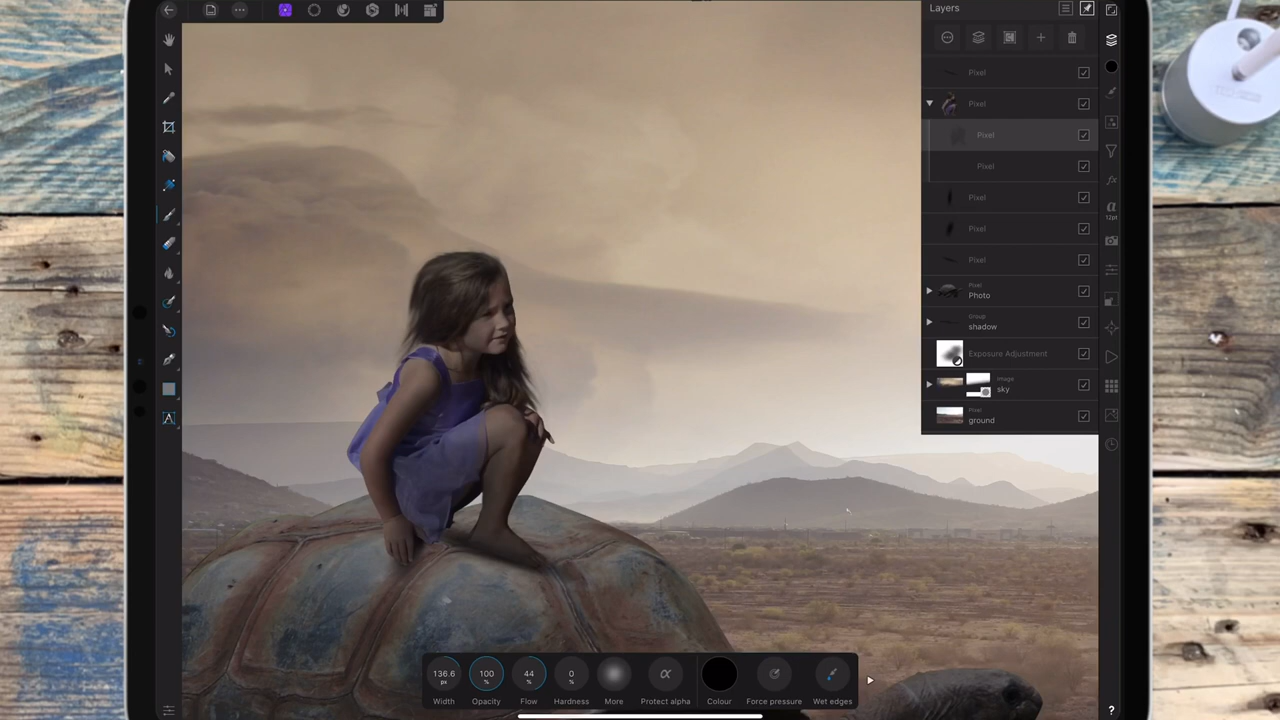 Layers
Pixel
Pixel
Pixel
Pixel
12pt
Pixel
Pixel
Pixel
Pixel
Photo
Group
shadow
Exposure Adjustment
Image
sky
Pixel
ground
136.6 px
100 %
44 %
0 %
Width
Opacity
Flow
Hardness
More
Protect alpha
Colour
Force pressure
Wet edges
?